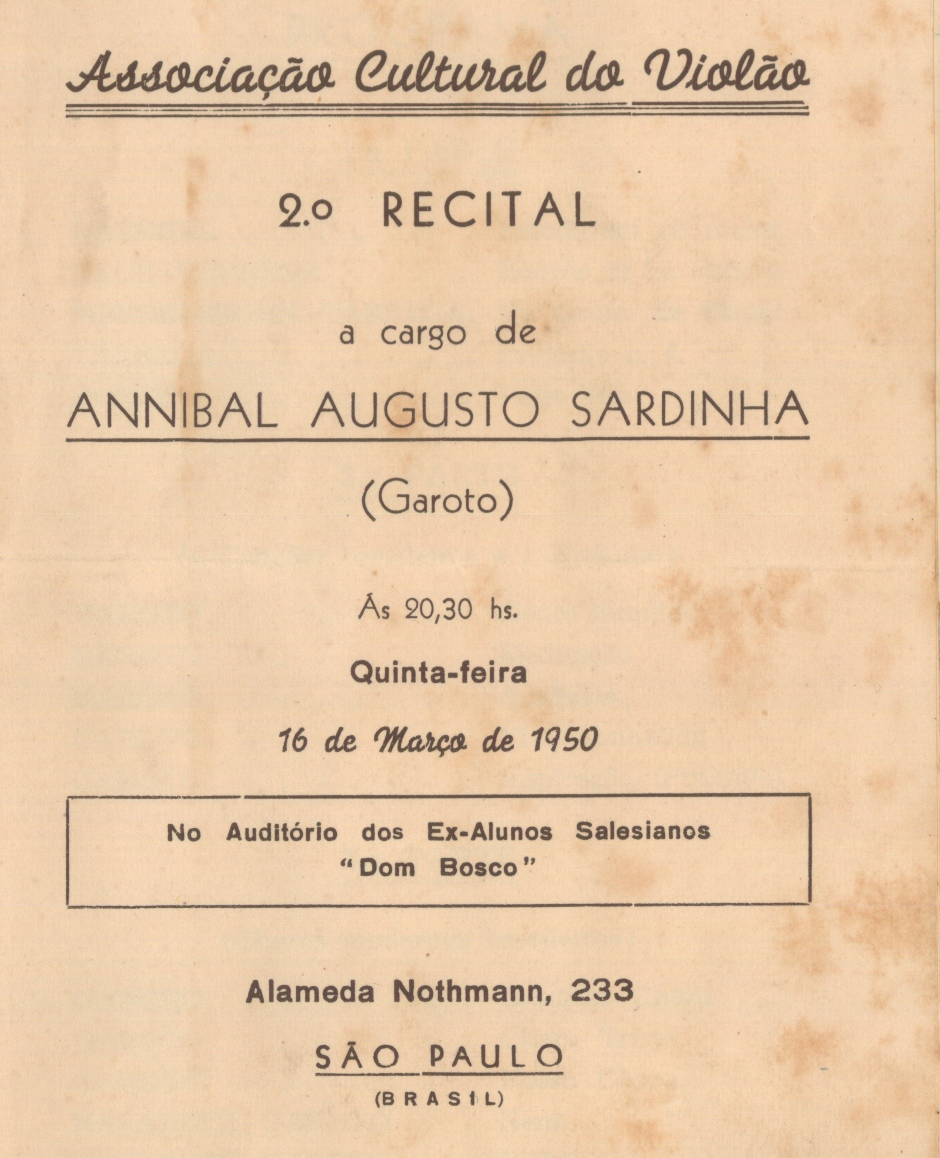 Associação Cultural do Violão
2.o RECITAL
a cargo de
ANNIBAL AUGUSTO SARDINHA
(Garoto)
Ás 20,30 hs.
Quinta-feira
16 de Março de 1950
No Auditório dos Ex-Alunos Salesianos
“Dom Bosco”
Alameda Nothmann, 233
SÃO PAULO
(BRASIL)